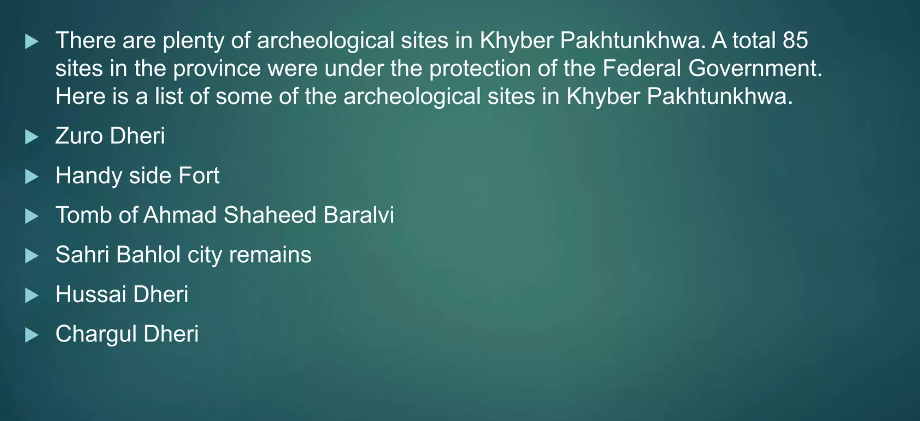 There are plenty of archeological sites in Khyber Pakhtunkhwa. A total 85
sites in the province were under the protection of the Federal Government.
Here is a list of some of the archeological sites in Khyber Pakhtunkhwa.
Zuro Dheri
Handy side Fort
Tomb of Ahmad Shaheed Baralvi
Sahri Bahlol city remains
Hussai Dheri
Chargul Dheri